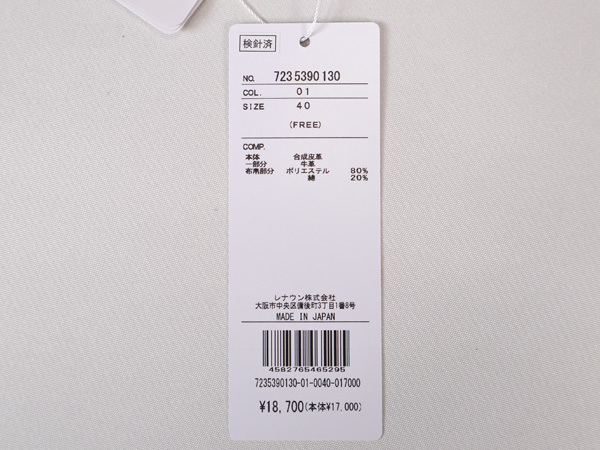 検針済
NO. 7235390130
COL. 01
SIZE 40
(FREE)
COMP.
本体 合成皮革
一部分 牛革
布帛部分 ポリエステル 80%
綿 20%
レナウン株式会社
大阪市中央区備後町3丁目1番8号
MADE IN JAPAN
4582765465295
7235390130-01-0040-017000
¥18,700(本体¥17,000)